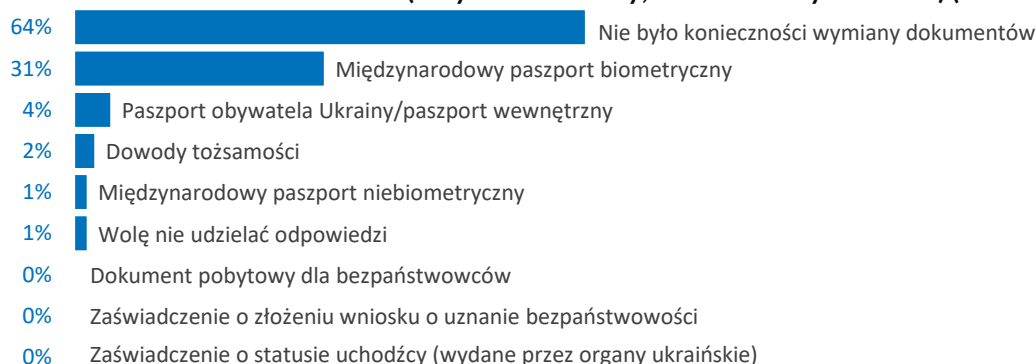 64% Nie było konieczności wymiany dokumentów
31% Międzynarodowy paszport biometryczny
4% Paszport obywatela Ukrainy/paszport wewnętrzny
2% Dowody tożsamości
1% Międzynarodowy paszport niebiometryczny
1% Wolę nie udzielać odpowiedzi
0% Dokument pobytowy dla bezpaństwowców
0% Zaświadczenie o złożeniu wniosku o uznanie bezpaństwowości
0% Zaświadczenie o statusie uchodźcy (wydane przez organy ukraińskie)